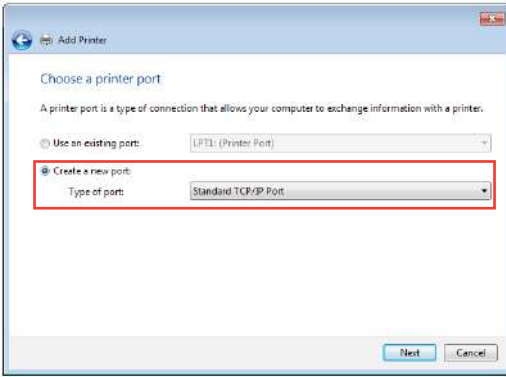 Add Printer
Choose a printer port
A printer port is a type of connection that allows your computer to exchange information with a printer.
Use an existing port: LPT1: (Printer Port)
Create a new port:
Type of port: Standard TCP/IP Port
Next Cancel